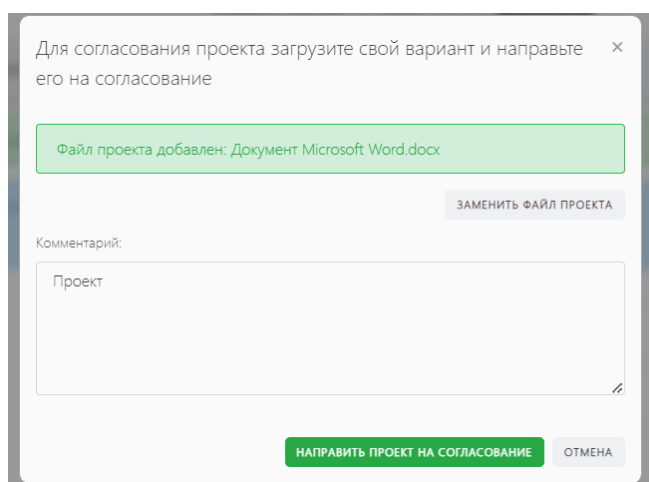 Для согласования проекта загрузите свой вариант и направьте
его на согласование
×
Файл проекта добавлен: Документ Microsoft Word.docx
ЗАМЕНИТЬ ФАЙЛ ПРОЕКТА
Комментарий:
Проект
НАПРАВИТЬ ПРОЕКТ НА СОГЛАСОВАНИЕ ОТМЕНА